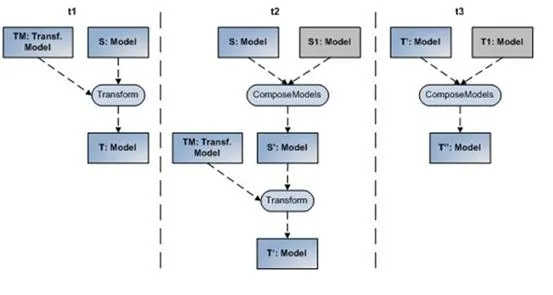 t1
TM: Transf.
Model
S: Model
Transform
T: Model
t2
S: Model
S1: Model
ComposeModels
TM: Transf.
Model
S': Model
Transform
T': Model
t3
T': Model
T1: Model
ComposeModels
T'': Model